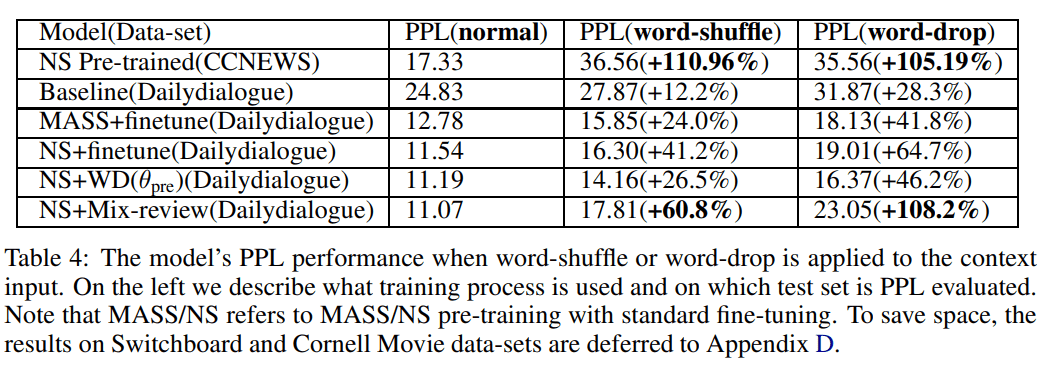 Model(Data-set) PPL(normal) PPL(word-shuffle) PPL(word-drop)
NS Pre-trained(CCNEWS) 17.33 36.56(+110.96%) 35.56(+105.19%)
Baseline(Dailydialogue) 24.83 27.87(+12.2%) 31.87(+28.3%)
MASS+finetune(Dailydialogue) 12.78 15.85(+24.0%) 18.13(+41.8%)
NS+finetune(Dailydialogue) 11.54 16.30(+41.2%) 19.01(+64.7%)
NS+WD(θpre)(Dailydialogue) 11.19 14.16(+26.5%) 16.37(+46.2%)
NS+Mix-review(Dailydialogue) 11.07 17.81(+60.8%) 23.05(+108.2%)
Table 4: The model's PPL performance when word-shuffle or word-drop is applied to the context
input. On the left we describe what training process is used and on which test set is PPL evaluated.
Note that MASS/NS refers to MASS/NS pre-training with standard fine-tuning. To save space, the
results on Switchboard and Cornell Movie data-sets are deferred to Appendix D.